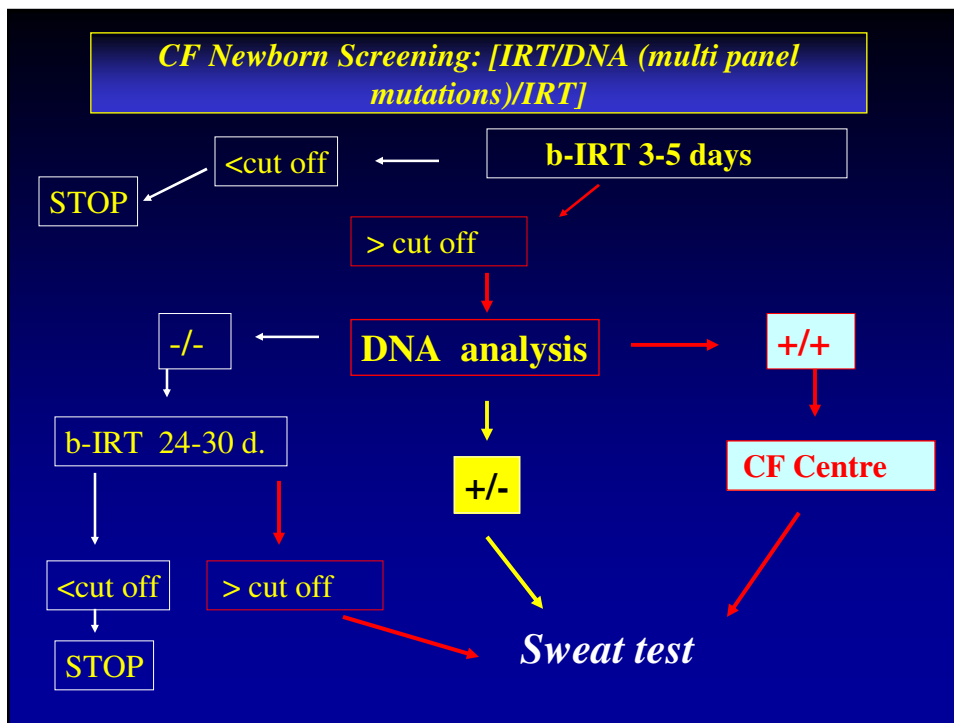 CF Newborn Screening: [IRT/DNA (multi panel
mutations)/IRT]
b-IRT 3-5 days
<cut off
STOP
> cut off
-/-
DNA analysis
+/+
b-IRT 24-30 d.
+/-
CF Centre
<cut off
> cut off
Sweat test
STOP